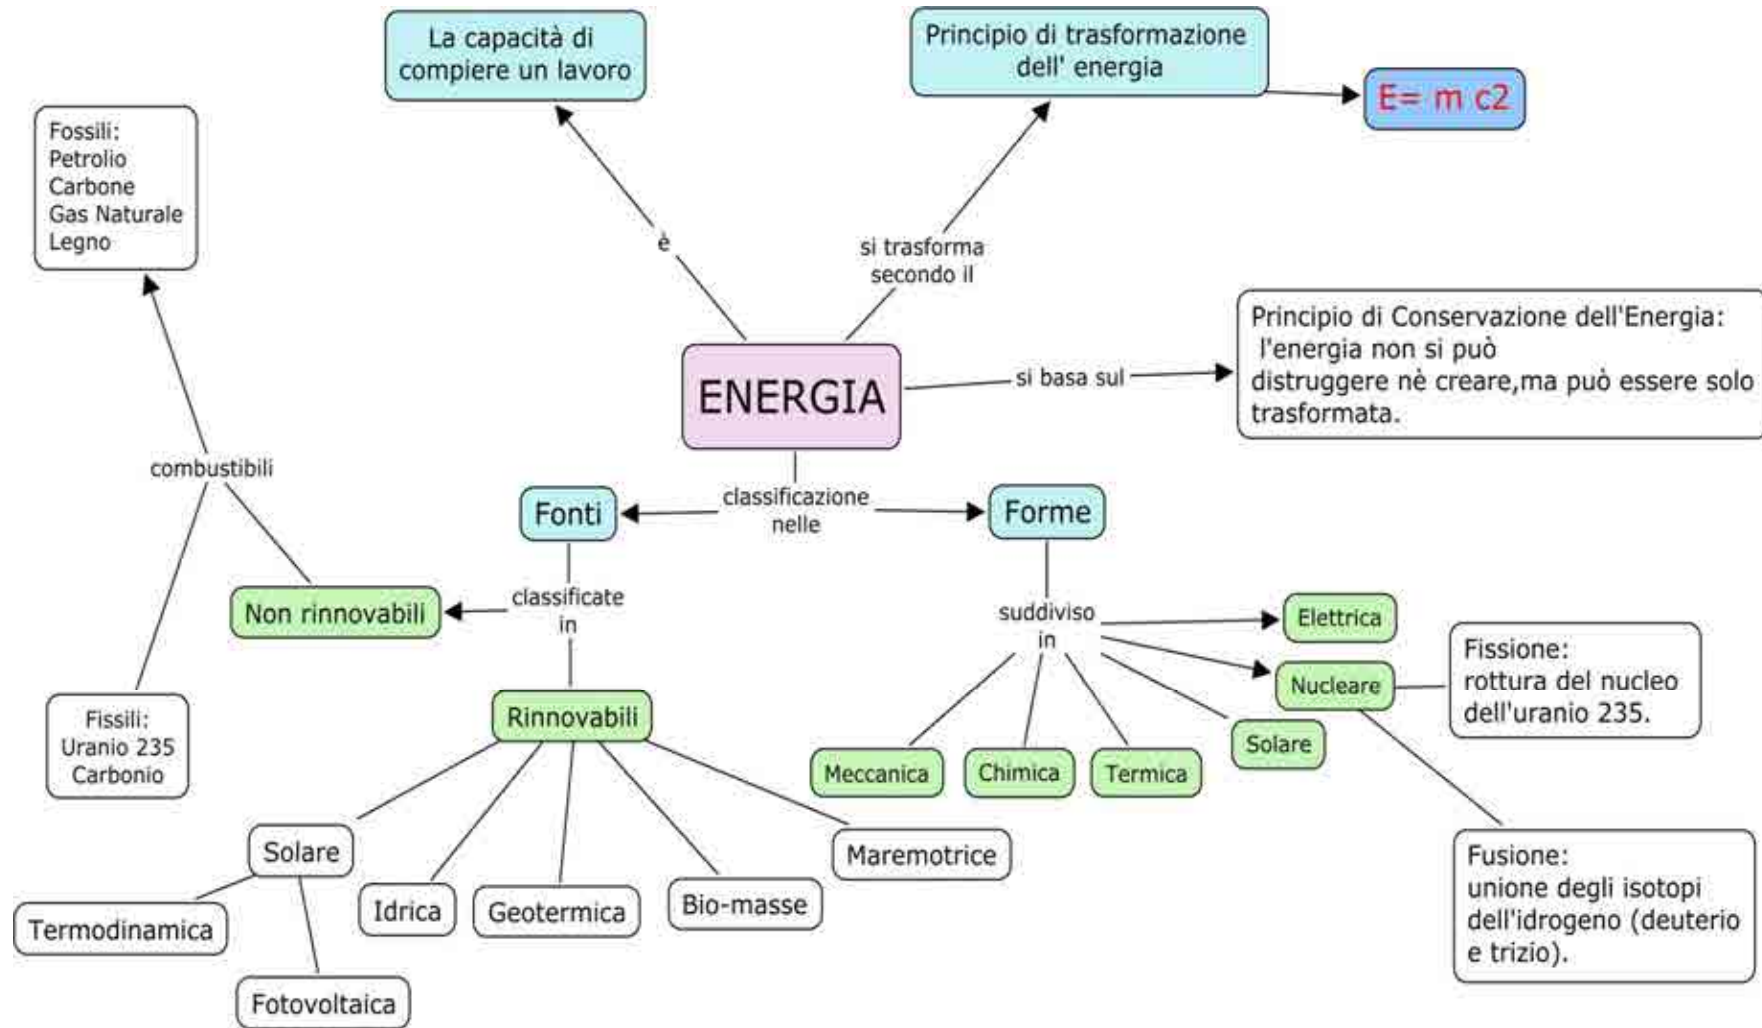 La capacità di
compiere un lavoro
Principio di trasformazione
dell' energia
E= m c2
Fossili:
Petrolio
Carbone
Gas Naturale
Legno
è
si trasforma
secondo il
Principio di Conservazione dell'Energia:
l'energia non si può
distruggere nè creare,ma può essere solo
trasformata.
ENERGIA
si basa sul
combustibili
classificazione
nelle
Fonti
Forme
Non rinnovabili
classificate
in
suddiviso
in
Elettrica
Nucleare
Fissione:
rottura del nucleo
dell'uranio 235.
Fissili:
Uranio 235
Carbonio
Rinnovabili
Meccanica
Chimica
Termica
Solare
Solare
Idrica
Geotermica
Bio-masse
Maremotrice
Termodinamica
Fotovoltaica
Fusione:
unione degli isotopi
dell'idrogeno (deuterio
e trizio).